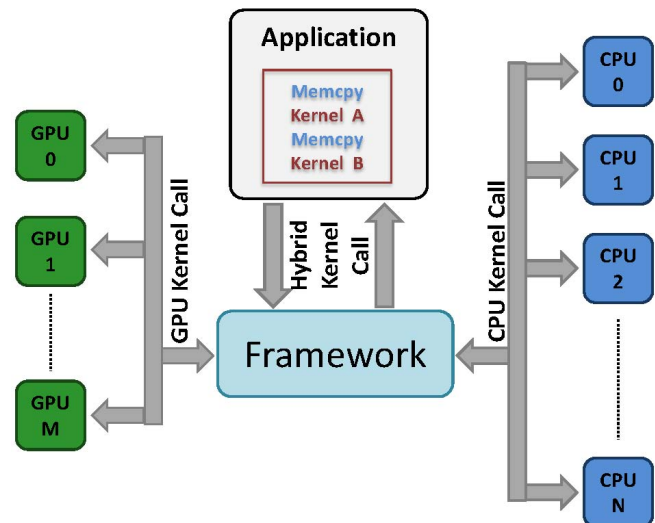 Application
Memcpy
Kernel A
Memcpy
Kernel B
GPU
0
GPU
1
GPU
M
GPU Kernel Call
Hybrid
Kernel
Call
Framework
CPU Kernel Call
CPU
0
CPU
1
CPU
2
CPU
N